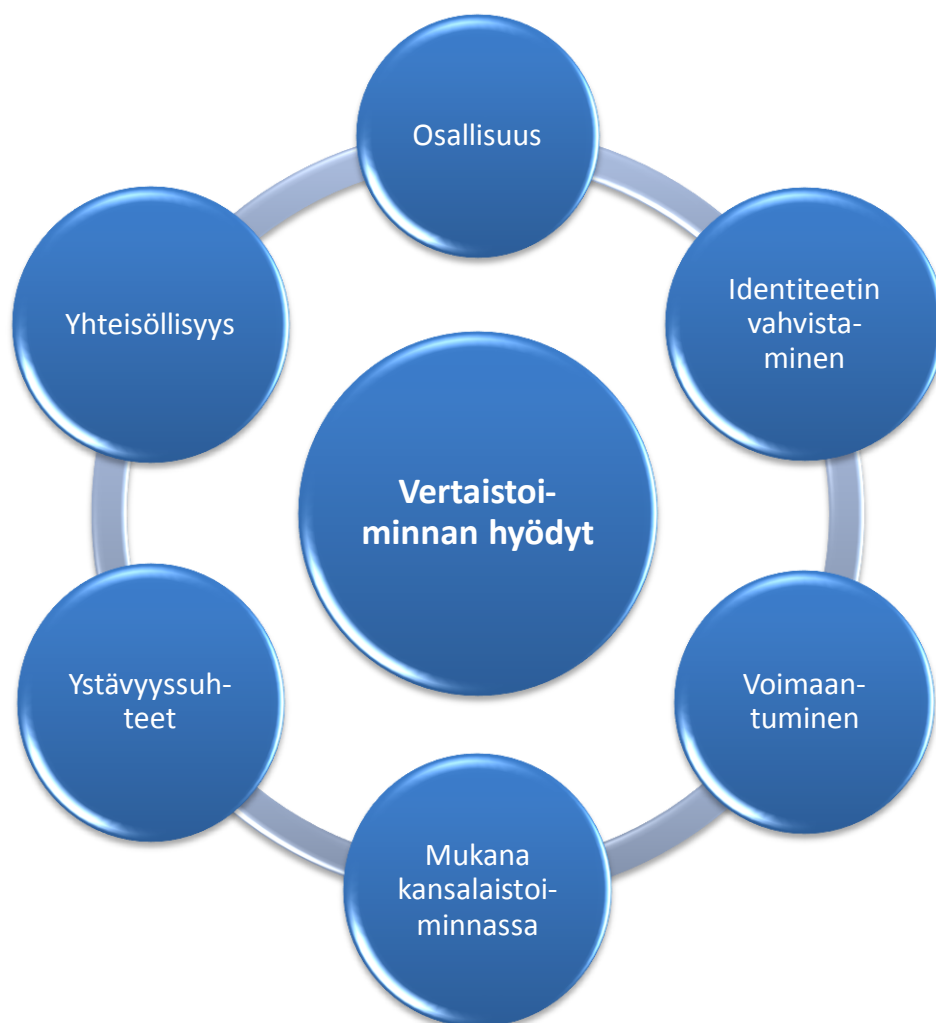 Osallisuus
Identiteetin
vahvista-
minen
Yhteisöllisyys
Vertaistoi-
minnan hyödyt
Ystävyyssuh-
teet
Voimaan-
tuminen
Mukana
kansalaistoi-
minnassa